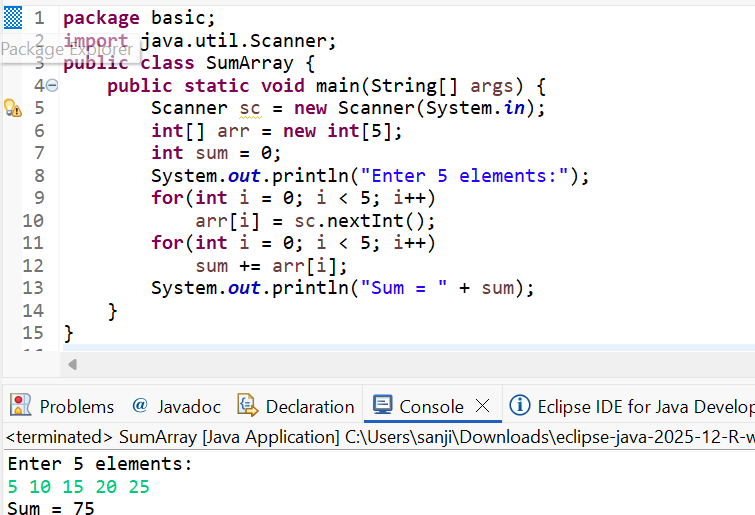 1 package basic;
2 import java.util.Scanner;
Package Explorer
3 public class SumArray {
4 public static void main(String[] args) {
5 Scanner sc = new Scanner(System.in);
6 int[] arr = new int[5];
7 int sum = 0;
8 System.out.println("Enter 5 elements:");
9 for(int i = 0; i < 5; i++)
10 arr[i] = sc.nextInt();
11 for(int i = 0; i < 5; i++)
12 sum += arr[i];
13 System.out.println("Sum = " + sum);
14 }
15 }
Problems @ Javadoc Declaration Console Eclipse IDE for Java Develop
<terminated> SumArray [Java Application] C:\Users\sanji\Downloads\eclipse-java-2025-12-R-w
Enter 5 elements:
5 10 15 20 25
Sum = 75